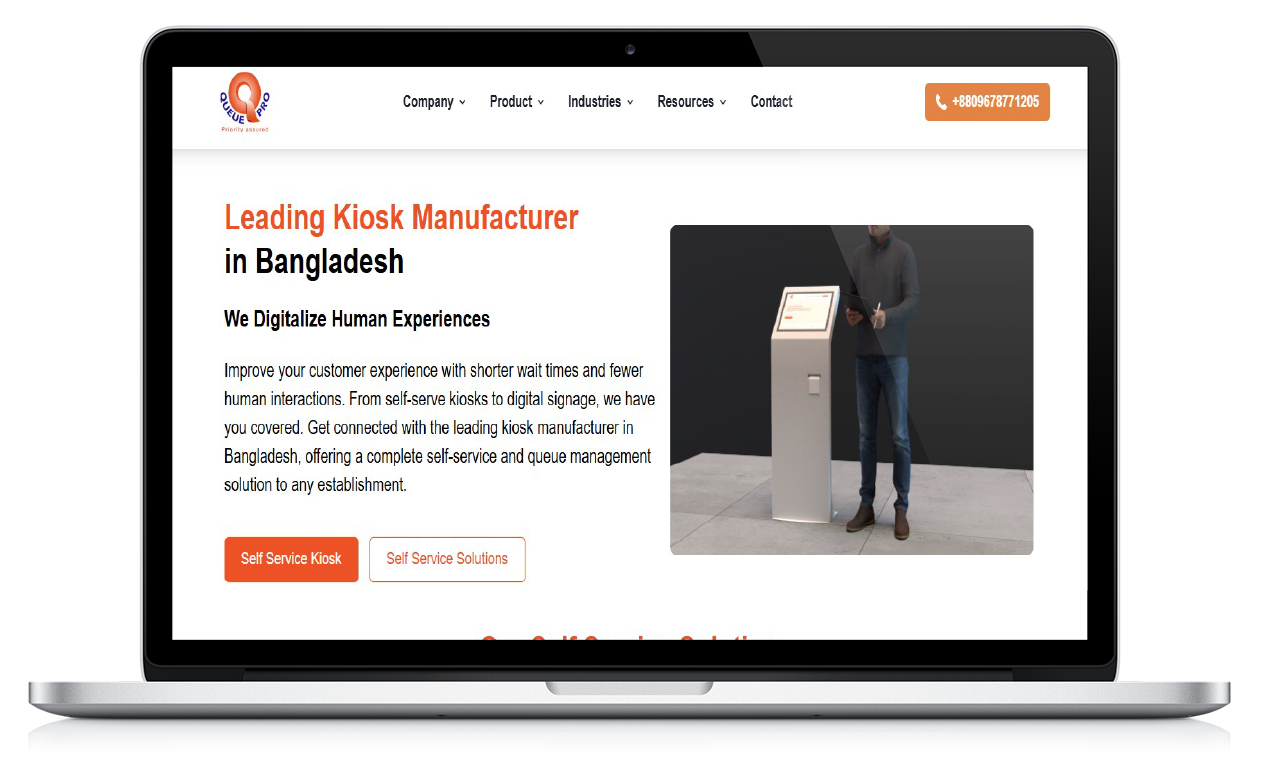 QUEUE PRO
Priority assured
Company
Product
Industries
Resources
Contact
+8809678771205
Leading Kiosk Manufacturer
in Bangladesh
We Digitalize Human Experiences
Improve your customer experience with shorter wait times and fewer
human interactions. From self-serve kiosks to digital signage, we have
you covered. Get connected with the leading kiosk manufacturer in
Bangladesh, offering a complete self-service and queue management
solution to any establishment.
Self Service Kiosk
Self Service Solutions